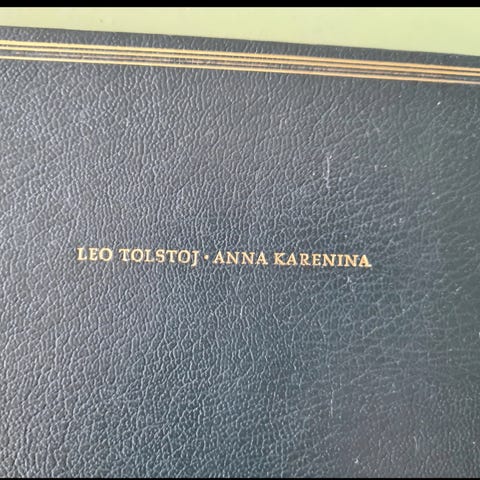 LEO TOLSTOJ · ANNA KARENINA